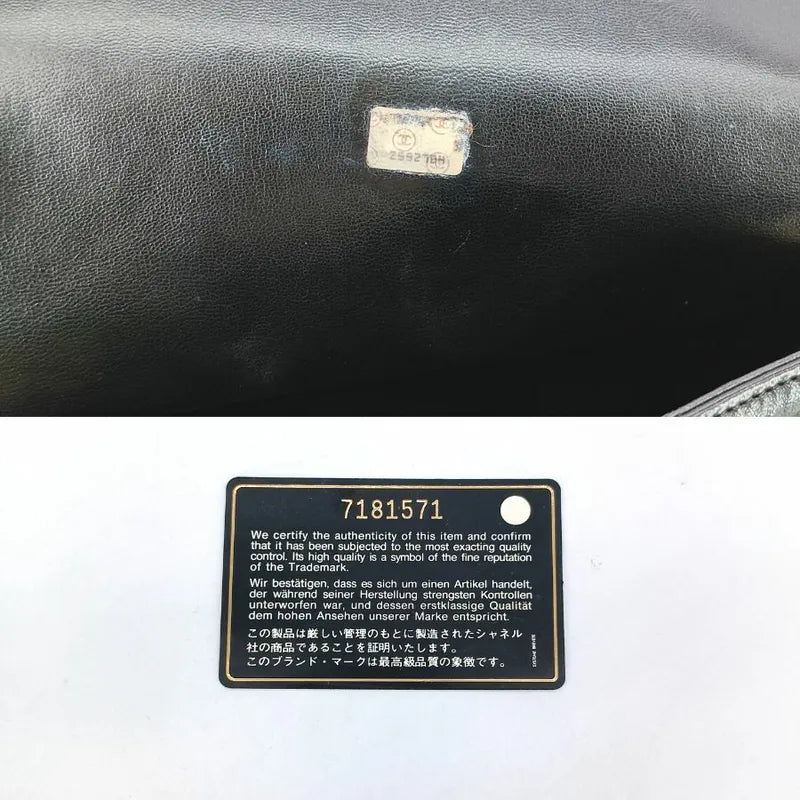 7181571
We certify the authenticity of this item and confirm
that it has been subjected to the most exacting quality
control. Its high quality is a symbol of the fine reputation
of the Trademark.
Wir bestätigen, dass es sich um einen Artikel handelt,
der während seiner Herstellung strengsten Kontrollen
unterworfen war, und dessen erstklassige Qualität
dem hohen Ansehen unserer Marke entspricht.
この製品は厳しい管理のもとに製造されたシャネル
社の商品であることを証明いたします。
このブランド・マークは最高級品質の象徴です。